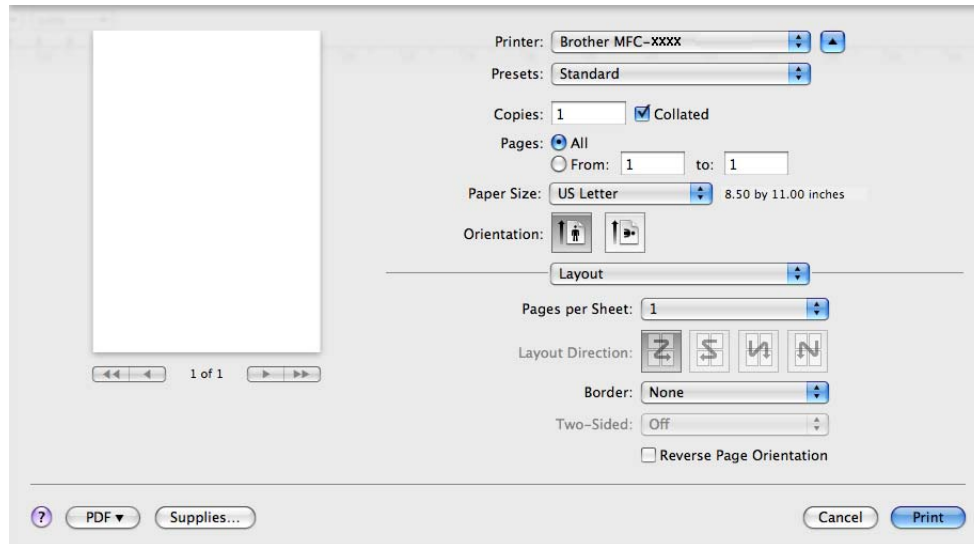 Printer: Brother MFC-XXXX
Presets: Standard
Copies: 1 Collated
Pages: All
From: 1 to: 1
Paper Size: US Letter 8.50 by 11.00 inches
Orientation:
Layout
Pages per Sheet: 1
Layout Direction:
1 of 1
Border: None
Two-Sided: Off
Reverse Page Orientation
? PDF▼ Supplies... Cancel Print